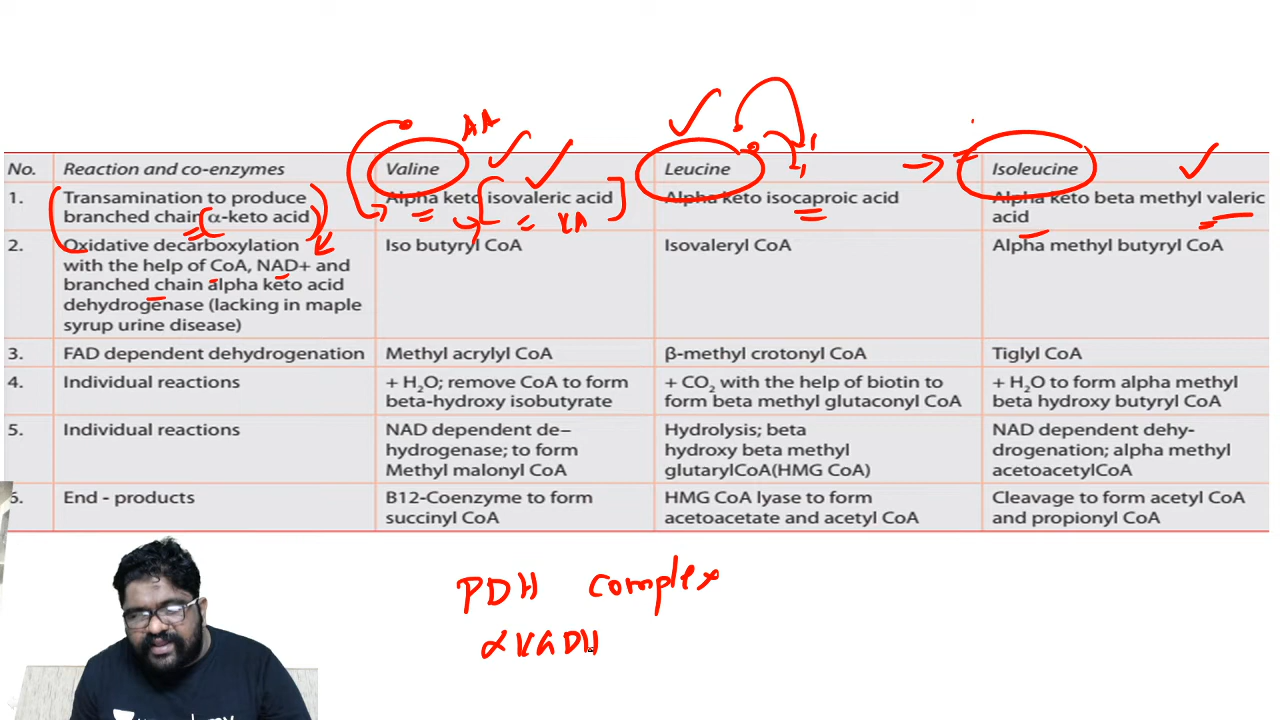 AA
No. Reaction and co-enzymes Valine Leucine Isoleucine
1. Transamination to produce branched chain α-keto acid
Alpha keto isovaleric acid
KA
Alpha keto isocaproic acid
Alpha keto beta methyl valeric acid
2. Oxidative decarboxylation
with the help of CoA, NAD+ and
branched chain alpha keto acid
dehydrogenase (lacking in maple
syrup urine disease)
Iso butyryl CoA
Isovaleryl CoA
Alpha methyl butyryl CoA
3. FAD dependent dehydrogenation
Methyl acrylyl CoA
β-methyl crotonyl CoA
Tiglyl CoA
4. Individual reactions
+ H₂O; remove CoA to form
beta-hydroxy isobutyrate
+ CO₂ with the help of biotin to
form beta methyl glutaconyl CoA
+ H₂O to form alpha methyl
beta hydroxy butyryl CoA
5. Individual reactions
NAD dependent de–
hydrogenase; to form
Methyl malonyl CoA
Hydrolysis; beta
hydroxy beta methyl
glutarylCoA(HMG CoA)
NAD dependent dehy-
drogenation; alpha methyl
acetoacetylCoA
End - products
B12-Coenzyme to form
succinyl CoA
HMG CoA lyase to form
acetoacetate and acetyl CoA
Cleavage to form acetyl CoA
and propionyl CoA
PDH complex
αKGDH